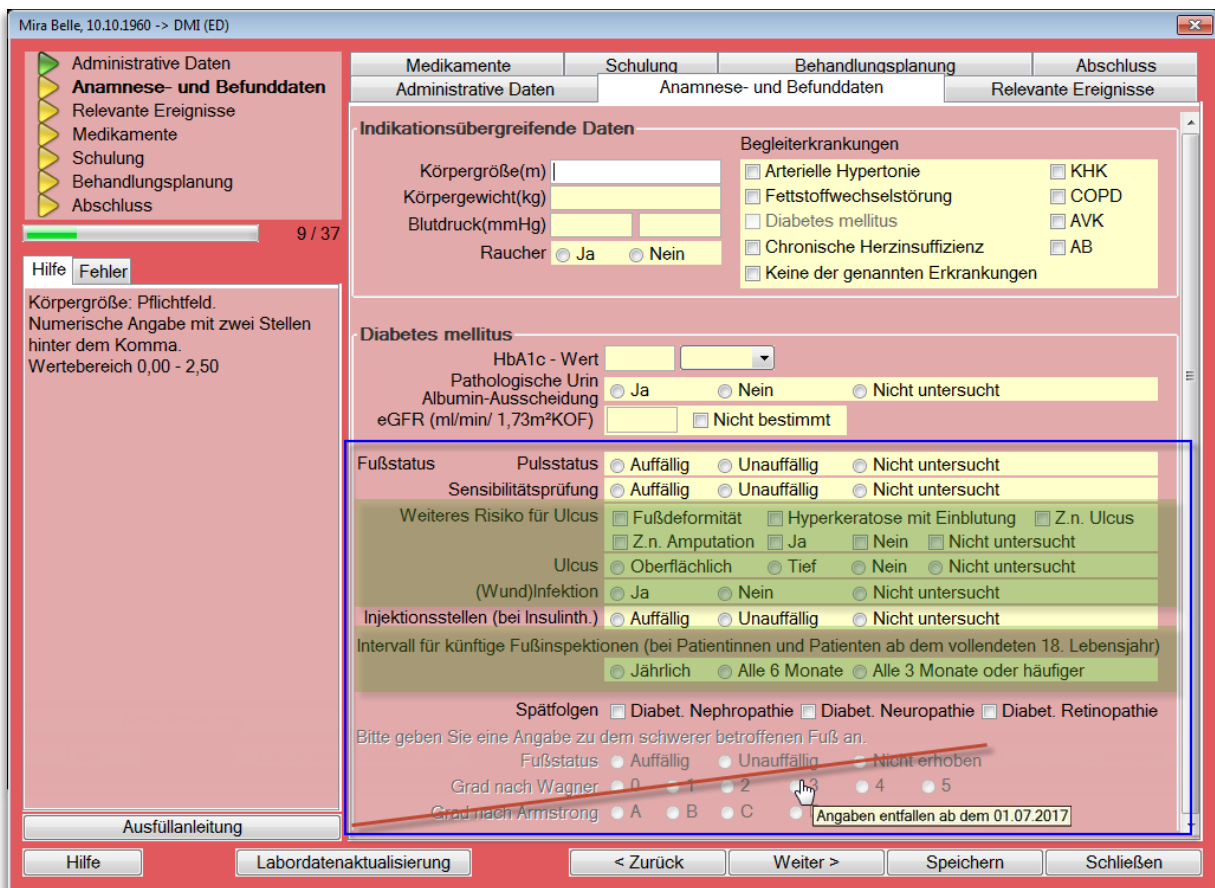 Mira Belle, 10.10.1960 -> DMI (ED)
Administrative Daten
Anamnese- und Befunddaten
Relevante Ereignisse
Medikamente
Schulung
Behandlungsplanung
Abschluss
9 / 37
Hilfe Fehler
Körpergröße: Pflichtfeld.
Numerische Angabe mit zwei Stellen
hinter dem Komma.
Wertebereich 0,00 - 2,50
Ausfüllanleitung
Medikamente Schulung Behandlungsplanung Abschluss
Administrative Daten Anamnese- und Befunddaten Relevante Ereignisse
Indikationsübergreifende Daten
Körpergröße(m)
Körpergewicht(kg)
Blutdruck(mmHg)
Raucher Ja Nein
Begleiterkrankungen
Arterielle Hypertonie KHK
Fettstoffwechselstörung COPD
Diabetes mellitus AVK
Chronische Herzinsuffizienz AB
Keine der genannten Erkrankungen
Diabetes mellitus
HbA1c - Wert
Pathologische Urin
Albumin-Ausscheidung Ja Nein Nicht untersucht
eGFR (ml/min/ 1,73m²KOF) Nicht bestimmt
Fußstatus Pulsstatus Auffällig Unauffällig Nicht untersucht
Sensibilitätsprüfung Auffällig Unauffällig Nicht untersucht
Weiteres Risiko für Ulcus Fußdeformität Hyperkeratose mit Einblutung Z.n. Ulcus
Z.n. Amputation Ja Nein Nicht untersucht
Ulcus Oberflächlich Tief Nein Nicht untersucht
(Wund)Infektion Ja Nein Nicht untersucht
Injektionsstellen (bei Insulinth.) Auffällig Unauffällig Nicht untersucht
Intervall für künftige Fußinspektionen (bei Patientinnen und Patienten ab dem vollendeten 18. Lebensjahr)
Jährlich Alle 6 Monate Alle 3 Monate oder häufiger
Spätfolgen Diabet. Nephropathie Diabet. Neuropathie Diabet. Retinopathie
Bitte geben Sie eine Angabe zu dem schwerer betroffenen Fuß an.
Fußstatus Auffällig Unauffällig Nicht erhoben
Grad nach Wagner 0 1 2 3 4 5
Grad nach Armstrong A B C
Angaben entfallen ab dem 01.07.2017
Hilfe Labordatenaktualisierung < Zurück Weiter > Speichern Schließen